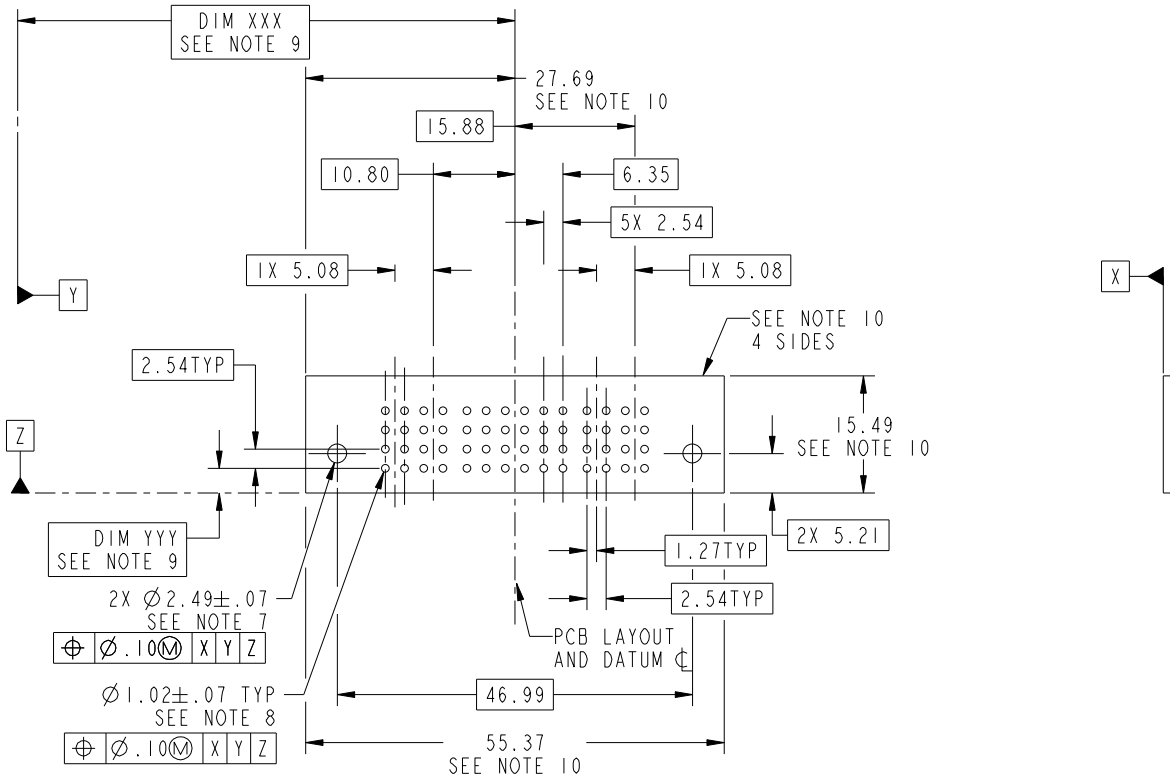 DIM XXX
SEE NOTE 9
27.69
SEE NOTE 10
15.88
10.80
6.35
5X 2.54
1X 5.08
1X 5.08
Y
X
SEE NOTE 10
4 SIDES
2.54TYP
Z
15.49
SEE NOTE 10
DIM YYY
SEE NOTE 9
2X 5.21
1.27TYP
2X Ø2.49±.07
SEE NOTE 7
⌖ Ø.10Ⓜ X Y Z
2.54TYP
PCB LAYOUT
AND DATUM ℄
Ø1.02±.07 TYP
SEE NOTE 8
⌖ Ø.10Ⓜ X Y Z
46.99
55.37
SEE NOTE 10